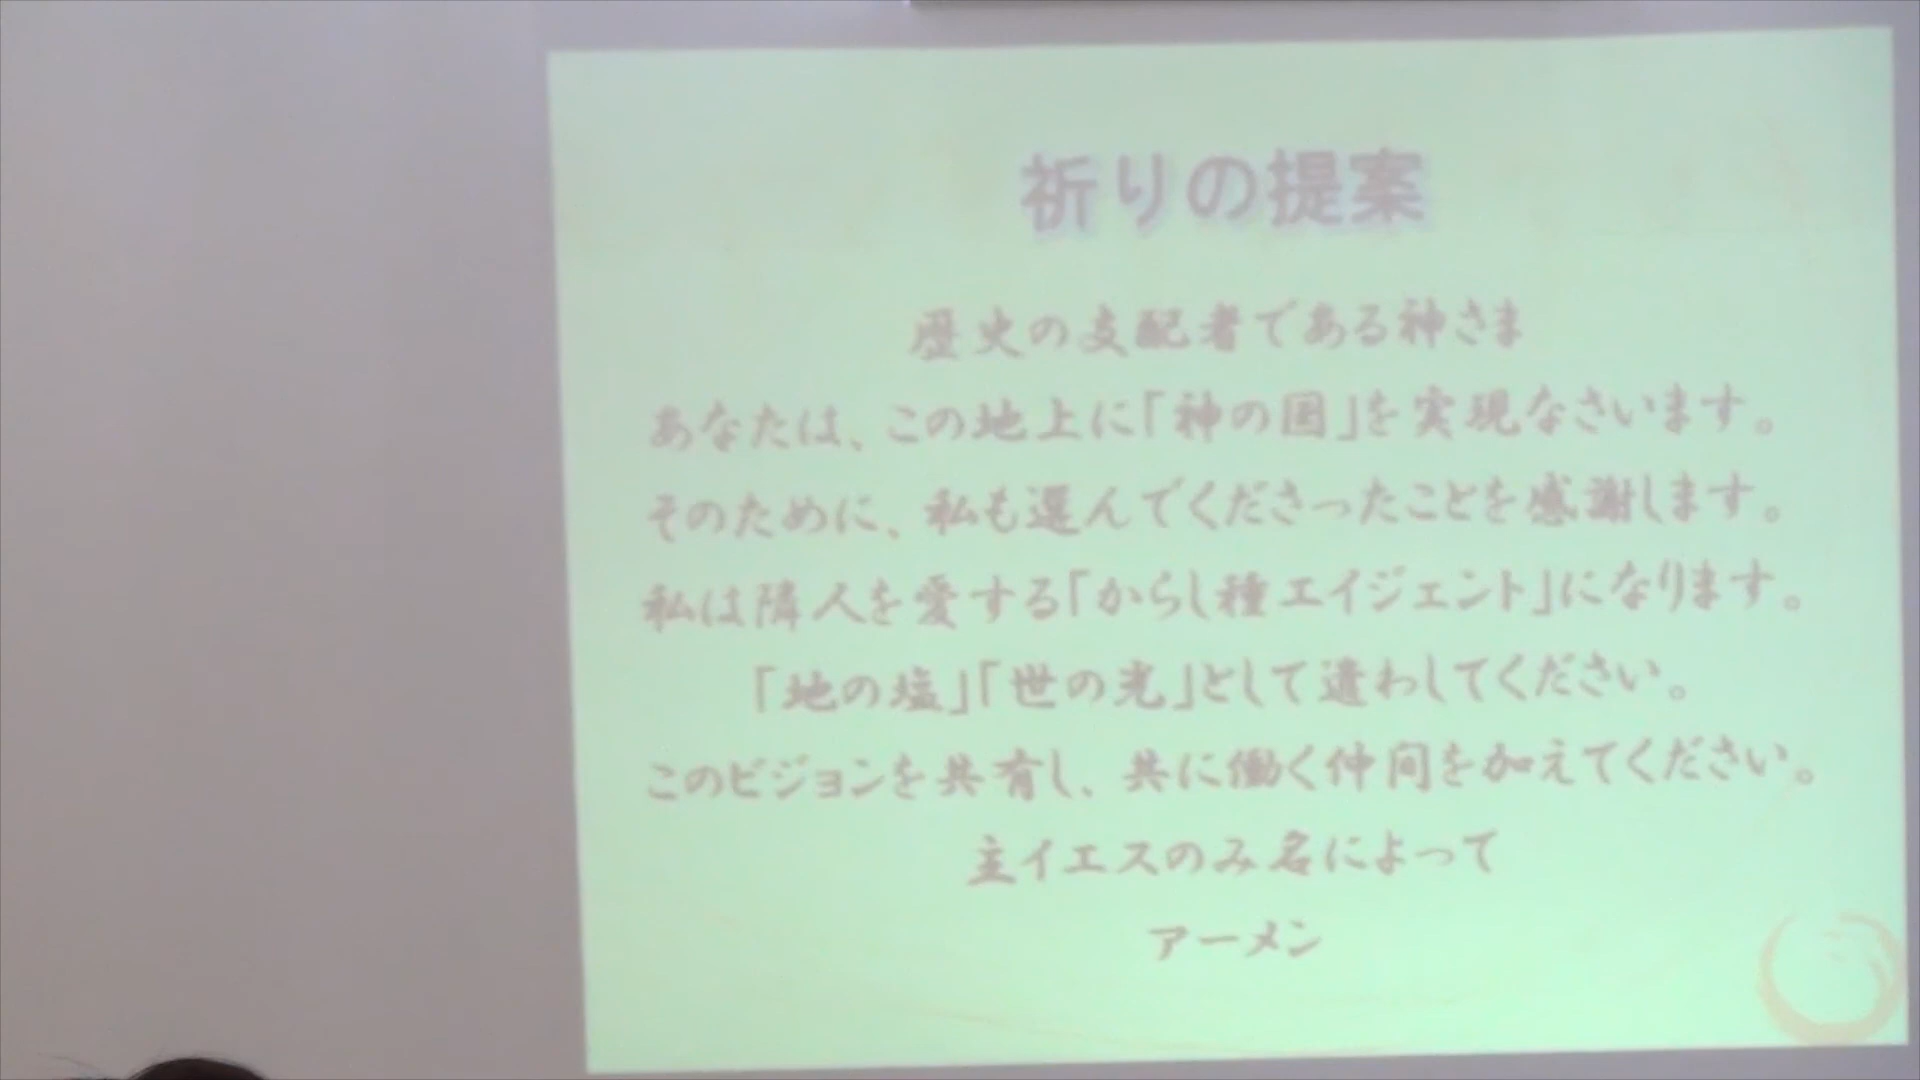 祈りの提案
歴史の支配者である神さま
あなたは、この地上に「神の国」を実現なさいます。
そのために、私も選んでくださったことを感謝します。
私は隣人を愛する「からし種エイジェント」になります。
「地の塩」「世の光」として遣わしてください。
このビジョンを共有し、共に働く仲間を加えてください。
主イエスのみ名によって
アーメン